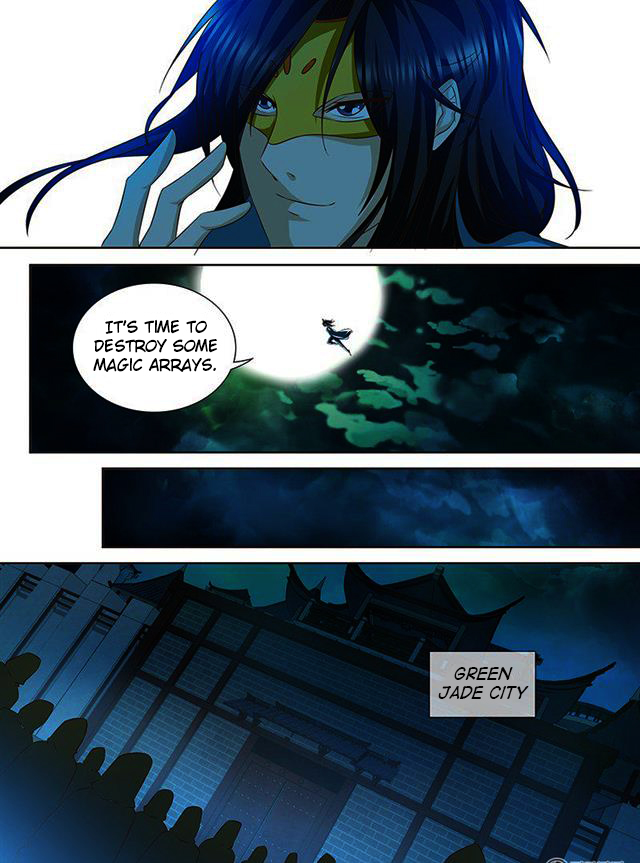 IT'S TIME TO
DESTROY SOME
MAGIC ARRAYS.
GREEN
JADE CITY